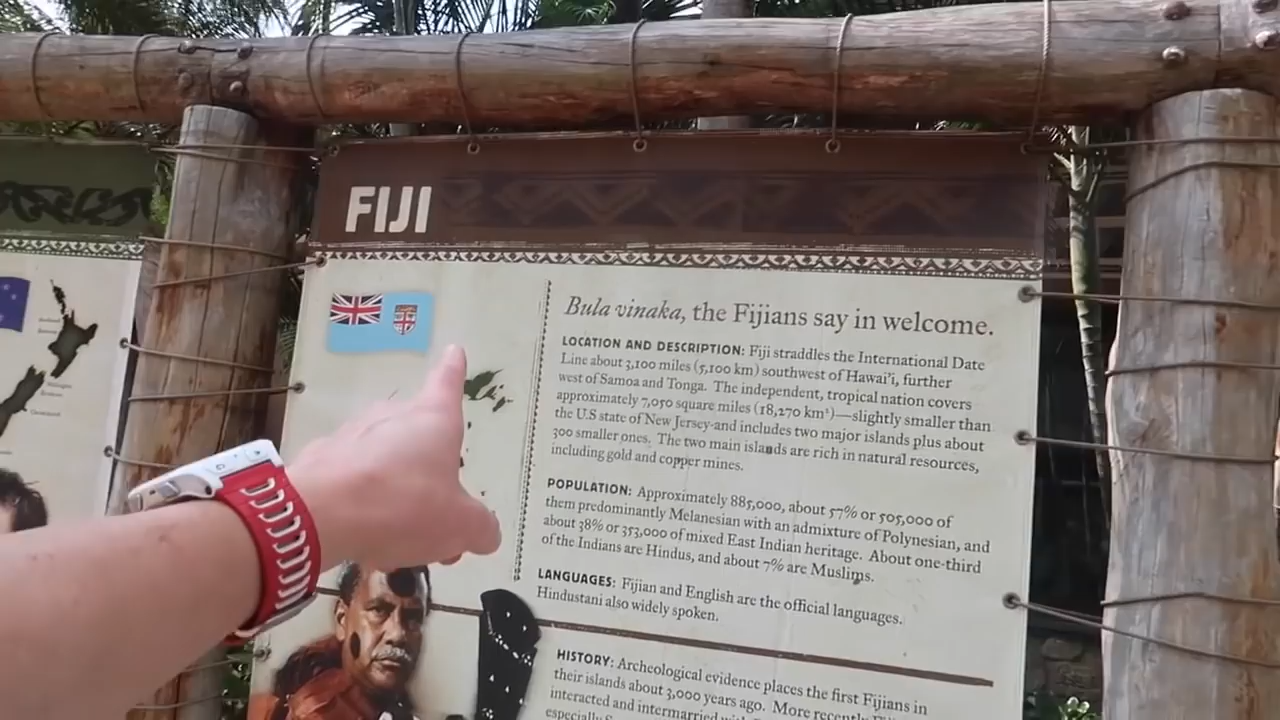 FIJI
Bula vinaka, the Fijians say in welcome.
LOCATION AND DESCRIPTION: Fiji straddles the International Date
Line about 3,100 miles (5,100 km) southwest of Hawai'i, further
west of Samoa and Tonga. The independent, tropical nation covers
approximately 7,050 square miles (18,270 km²)—slightly smaller than
the U.S state of New Jersey-and includes two major islands plus about
300 smaller ones. The two main islands are rich in natural resources,
including gold and copper mines.
POPULATION: Approximately 885,000, about 57% or 505,000 of
them predominantly Melanesian with an admixture of Polynesian, and
about 38% or 353,000 of mixed East Indian heritage. About one-third
of the Indians are Hindus, and about 7% are Muslims.
LANGUAGES: Fijian and English are the official languages.
Hindustani also widely spoken.
HISTORY: Archeological evidence places the first Fijians in
their islands about 3,000 years ago. More recently
interacted and intermarried
especially